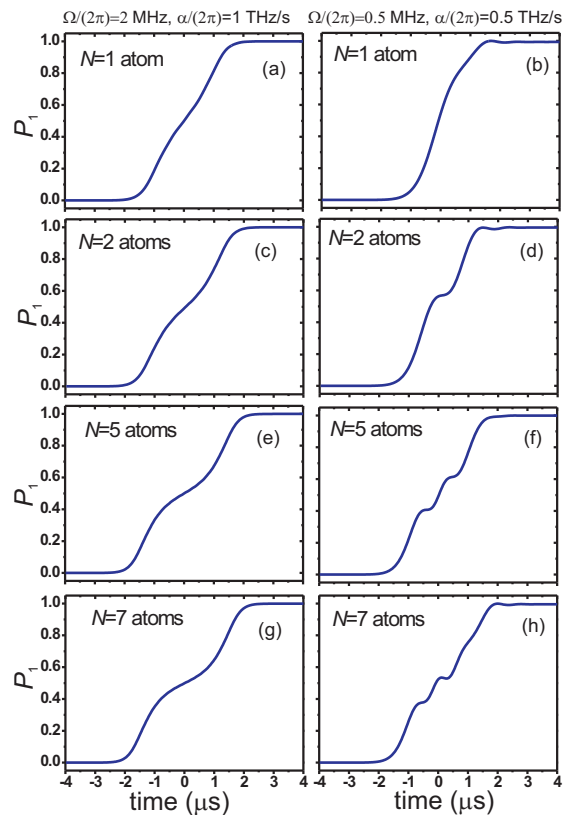 Ω/(2π)=2 MHz, α/(2π)=1 THz/s Ω/(2π)=0.5 MHz, α/(2π)=0.5 THz/s
1.0
0.8
0.6
0.4
0.2
0.0
P₁
N=1 atom
(a)
N=1 atom
(b)
1.0
0.8
0.6
0.4
0.2
0.0
P₁
N=2 atoms
(c)
N=2 atoms
(d)
1.0
0.8
0.6
0.4
0.2
0.0
P₁
N=5 atoms
(e)
N=5 atoms
(f)
1.0
0.8
0.6
0.4
0.2
0.0
P₁
N=7 atoms
(g)
N=7 atoms
(h)
-4 -3 -2 -1 0 1 2 3 4 -4 -3 -2 -1 0 1 2 3 4
time (μs) time (μs)